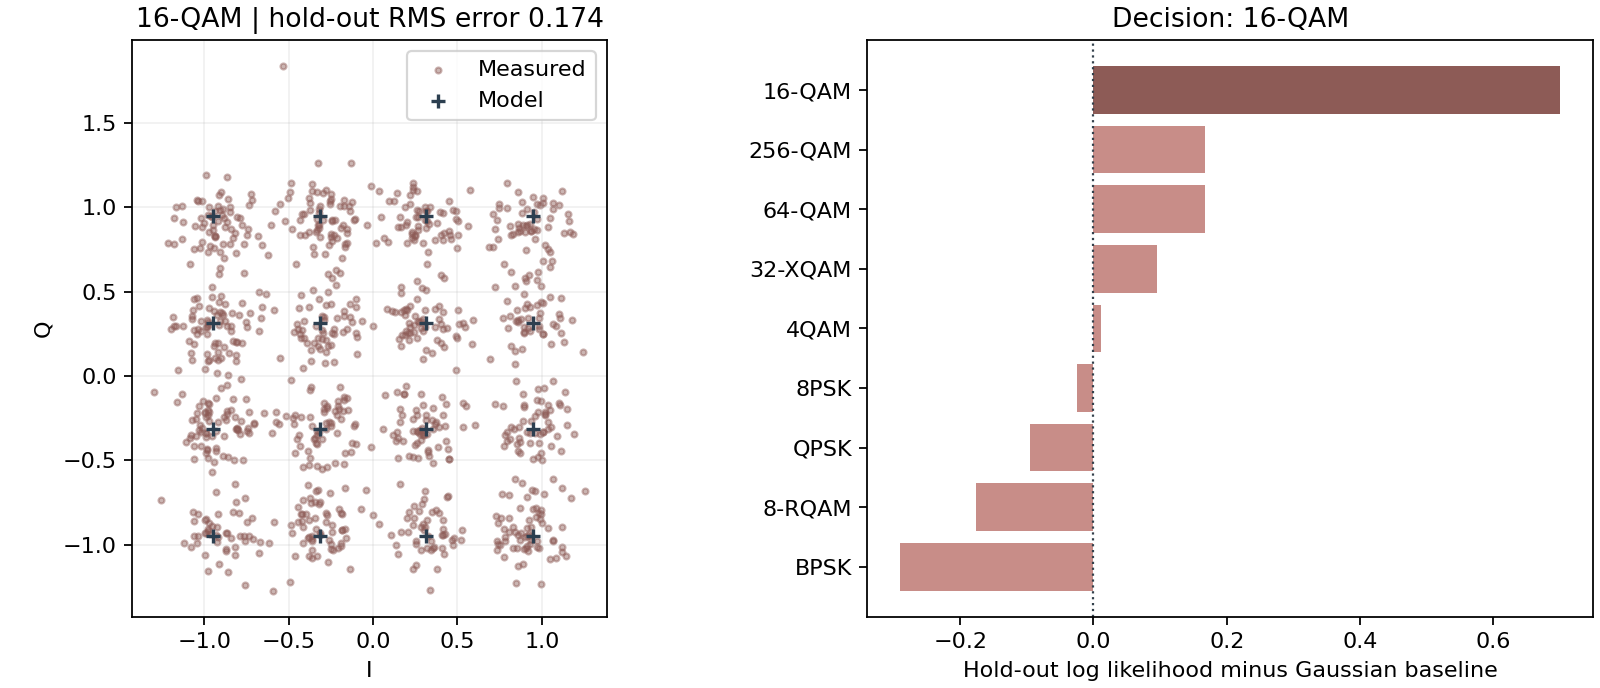 16-QAM | hold-out RMS error 0.174
Measured
Model
1.5
1.0
0.5
0.0
−0.5
−1.0
Q
−1.0
−0.5
0.0
0.5
1.0
I
Decision: 16-QAM
16-QAM
256-QAM
64-QAM
32-XQAM
4QAM
8PSK
QPSK
8-RQAM
BPSK
−0.2
0.0
0.2
0.4
0.6
Hold-out log likelihood minus Gaussian baseline